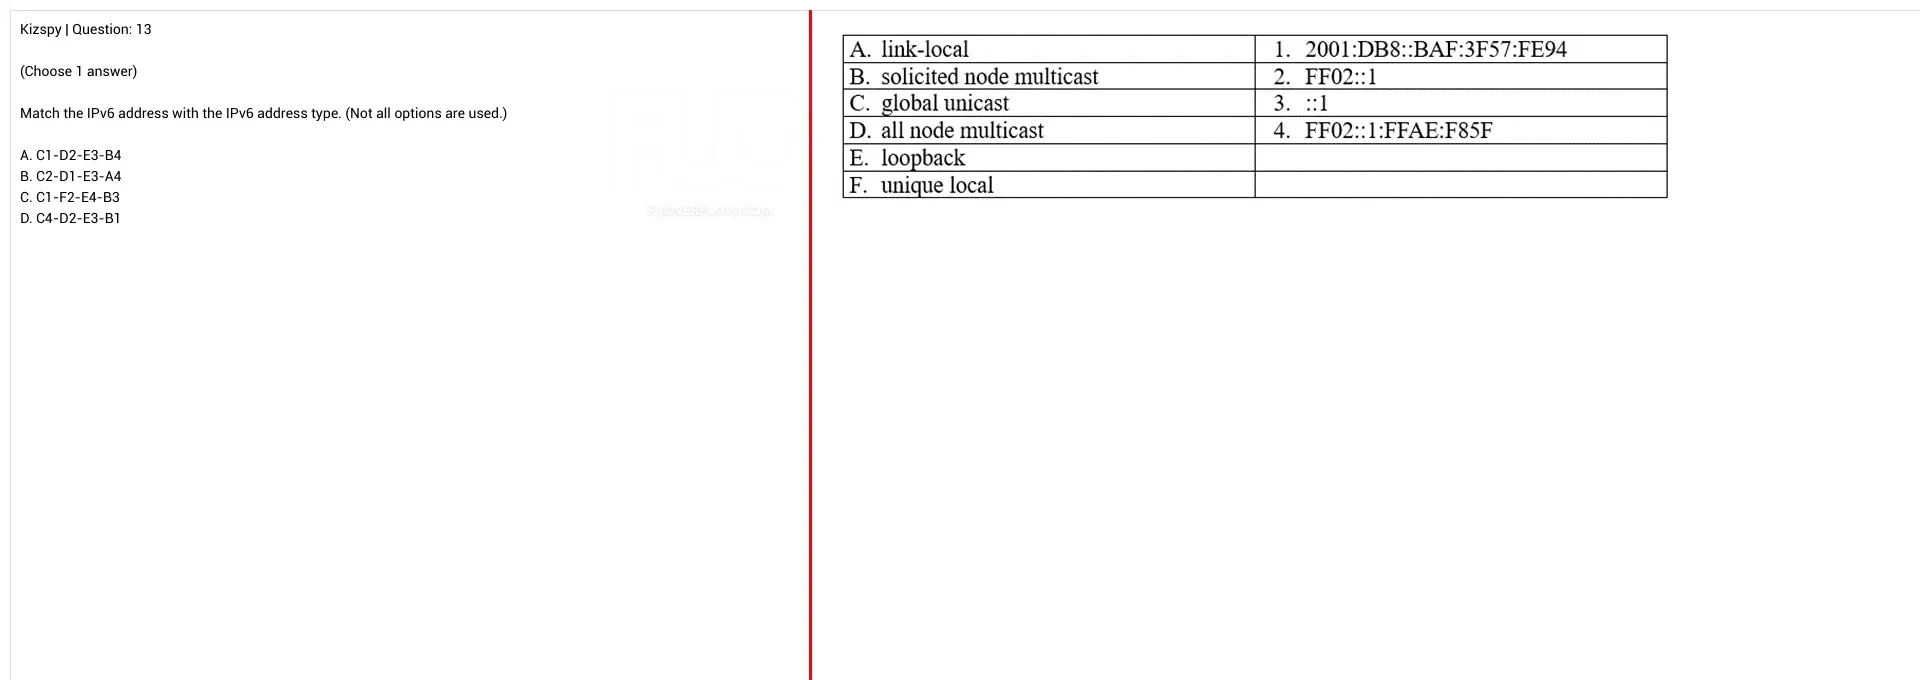 Kizspy | Question: 13
(Choose 1 answer)
Match the IPv6 address with the IPv6 address type. (Not all options are used.)
A. C1-D2-E3-B4
B. C2-D1-E3-A4
C. C1-F2-E4-B3
D. C4-D2-E3-B1
FUOVERFLOW.COM
A. link-local 1. 2001:DB8::BAF:3F57:FE94
B. solicited node multicast 2. FF02::1
C. global unicast 3. ::1
D. all node multicast 4. FF02::1:FFAE:F85F
E. loopback
F. unique local